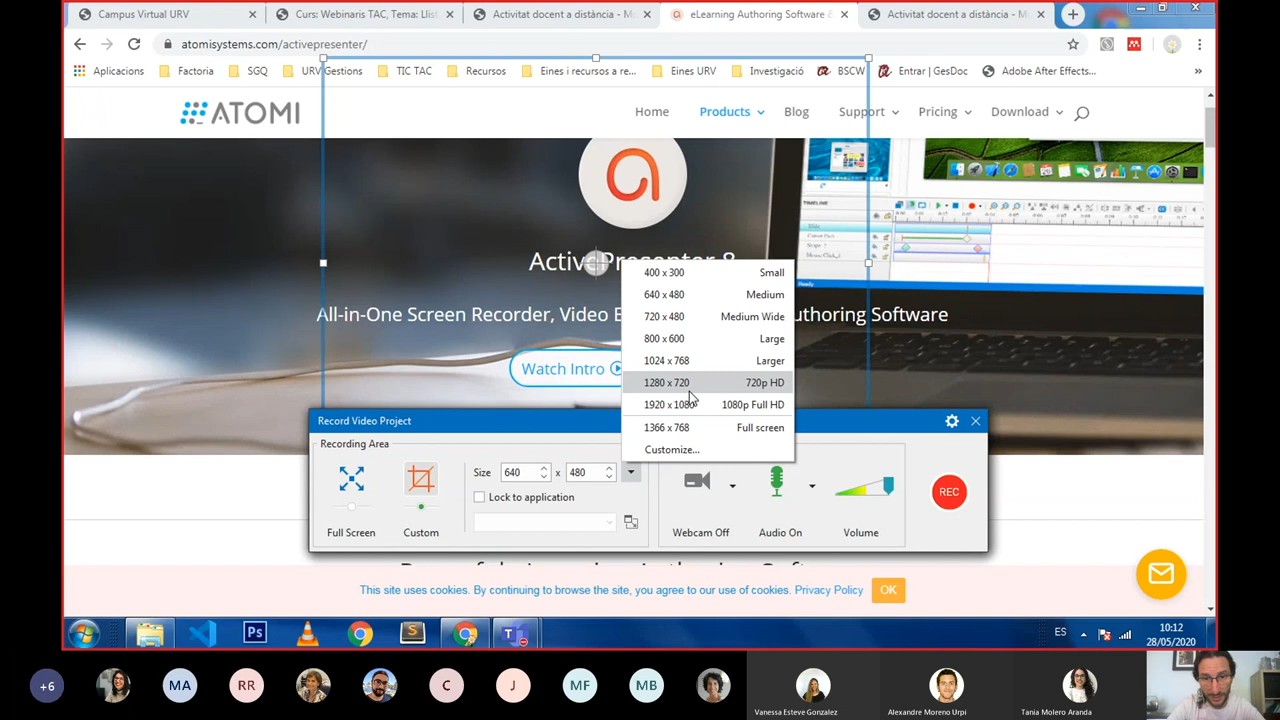 Campus Virtual URV
Curs: Webinaris TAC, Tema: Llis
Activitat docent a distància - M
eLearning Authoring Software &
Activitat docent a distància - M
atomisystems.com/activepresenter/
Aplicacions
Factoria
SGQ
URV Gestions
TIC TAC
Recursos
Eines i recursos a re...
Eines URV
Investigació
BSCW
Entrar | GesDoc
Adobe After Effects...
»
ATOMI
Home
Products
Blog
Support
Pricing
Download
TIMELINE
ActivePresenter 8
All-in-One Screen Recorder, Video E
uthoring Software
Watch Intro
400 x 300 Small
640 x 480 Medium
720 x 480 Medium Wide
800 x 600 Large
1024 x 768 Larger
1280 x 720 720p HD
1920 x 1080 1080p Full HD
1366 x 768 Full screen
Customize...
Record Video Project
Recording Area
Size 640 x 480
Lock to application
Full Screen
Custom
Webcam Off
Audio On
Volume
REC
This site uses cookies. By continuing to browse the site, you agree to our use of cookies. Privacy Policy
OK
Ps
S
T
ES
10:12
28/05/2020
+6
MA
RR
C
J
MF
MB
Vanessa Esteve Gonzalez
Alexandre Moreno Urpi
Tania Molero Aranda